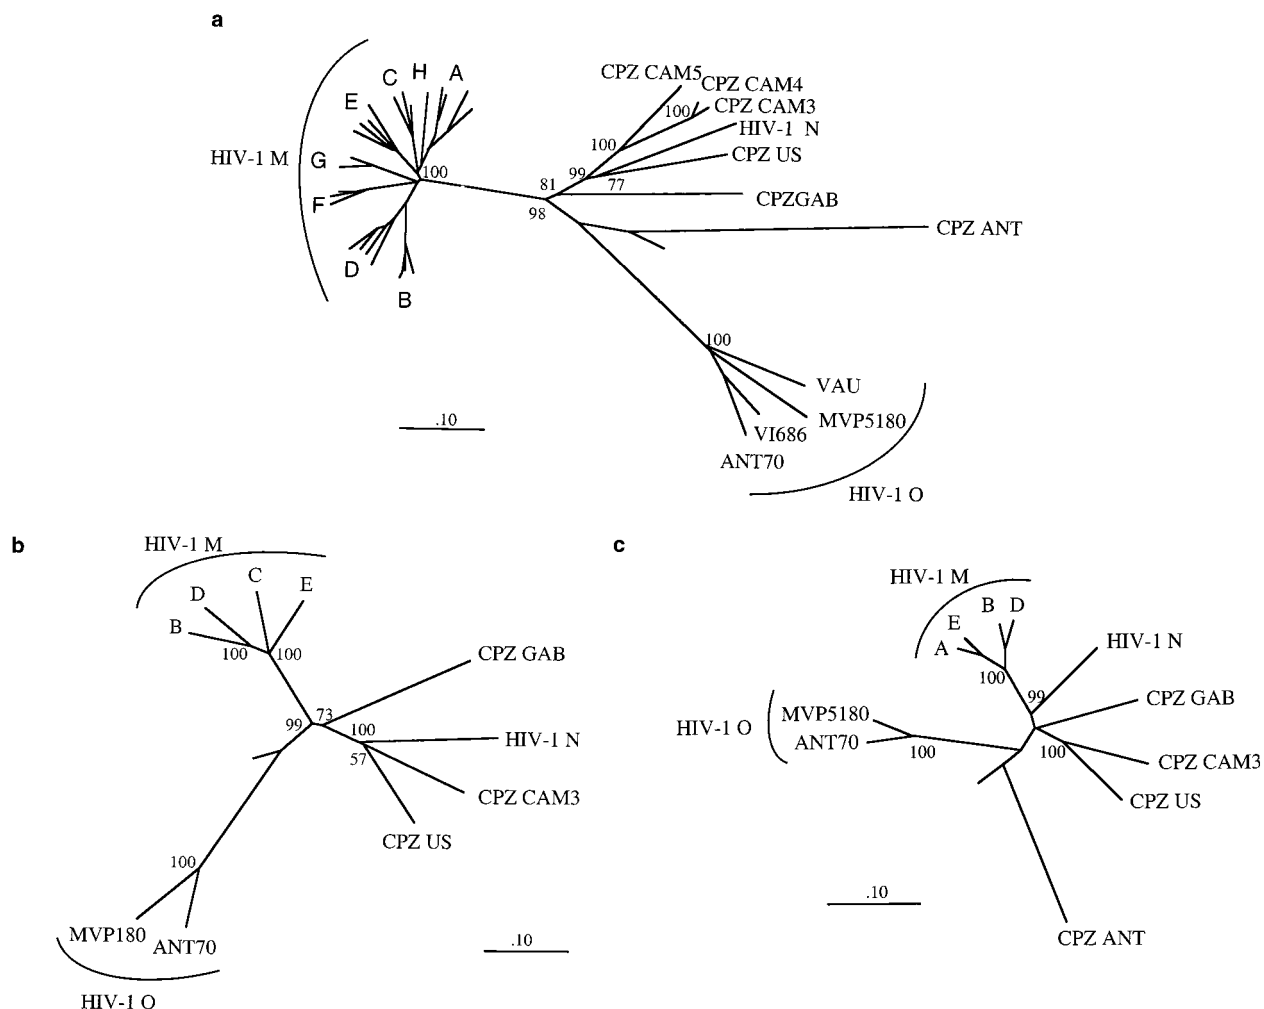 a
CPZ CAM5
CPZ CAM4
C H A
E
100
CPZ CAM3
HIV-1 N
100
CPZ US
HIV-1 M
G
100
99
77
81
F
CPZGAB
98
CPZ ANT
D
B
100
VAU
.10
MVP5180
VI686
ANT70
HIV-1 O
b
HIV-1 M
C
E
D
B
100
100
CPZ GAB
73
99
100
HIV-1 N
57
CPZ CAM3
CPZ US
100
MVP180
ANT70
.10
HIV-1 O
c
HIV-1 M
B D
E
A
HIV-1 N
100
99
CPZ GAB
HIV-1 O
MVP5180
ANT70
100
100
CPZ CAM3
CPZ US
.10
CPZ ANT